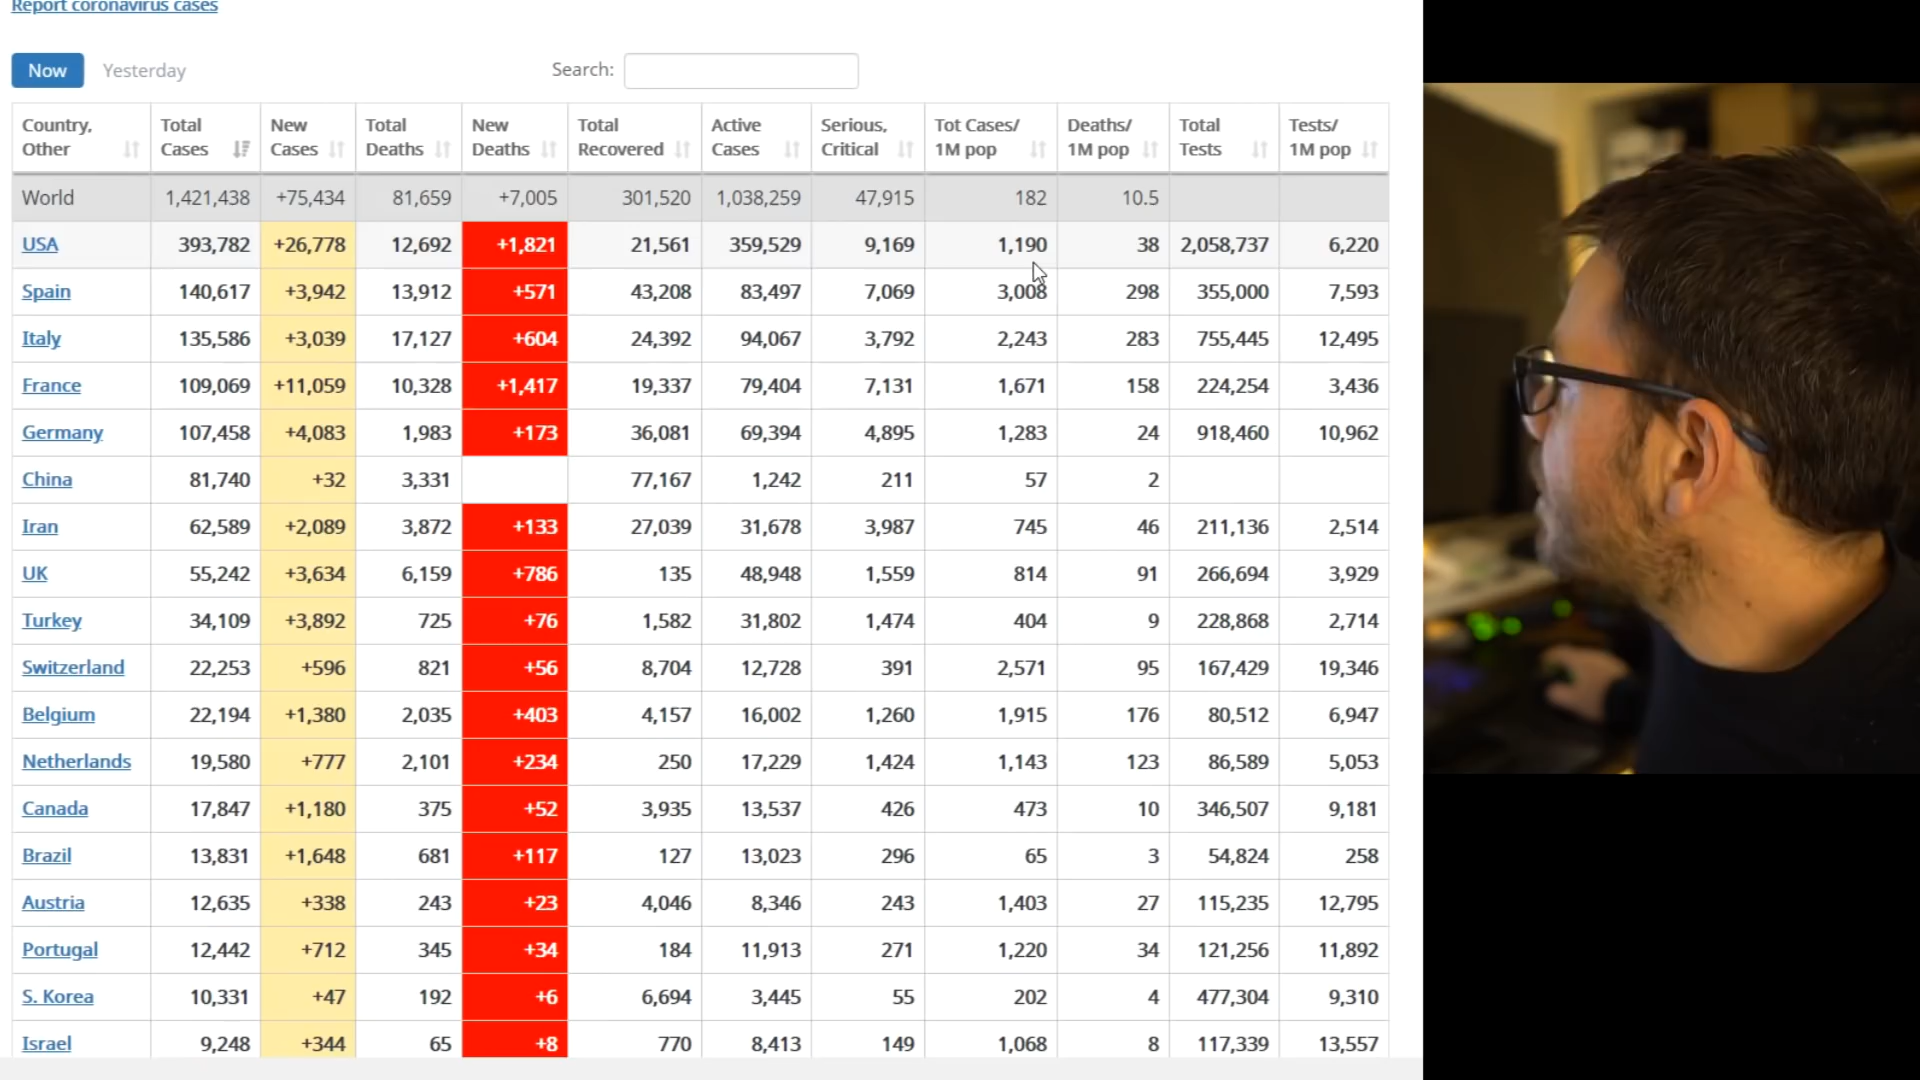 Report coronavirus cases
Now Yesterday Search:
Country, Other Total Cases New Cases Total Deaths New Deaths Total Recovered Active Cases Serious, Critical Tot Cases/ 1M pop Deaths/ 1M pop Total Tests Tests/ 1M pop
World 1,421,438 +75,434 81,659 +7,005 301,520 1,038,259 47,915 182 10.5
USA 393,782 +26,778 12,692 +1,821 21,561 359,529 9,169 1,190 38 2,058,737 6,220
Spain 140,617 +3,942 13,912 +571 43,208 83,497 7,069 3,008 298 355,000 7,593
Italy 135,586 +3,039 17,127 +604 24,392 94,067 3,792 2,243 283 755,445 12,495
France 109,069 +11,059 10,328 +1,417 19,337 79,404 7,131 1,671 158 224,254 3,436
Germany 107,458 +4,083 1,983 +173 36,081 69,394 4,895 1,283 24 918,460 10,962
China 81,740 +32 3,331 77,167 1,242 211 57 2
Iran 62,589 +2,089 3,872 +133 27,039 31,678 3,987 745 46 211,136 2,514
UK 55,242 +3,634 6,159 +786 135 48,948 1,559 814 91 266,694 3,929
Turkey 34,109 +3,892 725 +76 1,582 31,802 1,474 404 9 228,868 2,714
Switzerland 22,253 +596 821 +56 8,704 12,728 391 2,571 95 167,429 19,346
Belgium 22,194 +1,380 2,035 +403 4,157 16,002 1,260 1,915 176 80,512 6,947
Netherlands 19,580 +777 2,101 +234 250 17,229 1,424 1,143 123 86,589 5,053
Canada 17,847 +1,180 375 +52 3,935 13,537 426 473 10 346,507 9,181
Brazil 13,831 +1,648 681 +117 127 13,023 296 65 3 54,824 258
Austria 12,635 +338 243 +23 4,046 8,346 243 1,403 27 115,235 12,795
Portugal 12,442 +712 345 +34 184 11,913 271 1,220 34 121,256 11,892
S. Korea 10,331 +47 192 +6 6,694 3,445 55 202 4 477,304 9,310
Israel 9,248 +344 65 +8 770 8,413 149 1,068 8 117,339 13,557